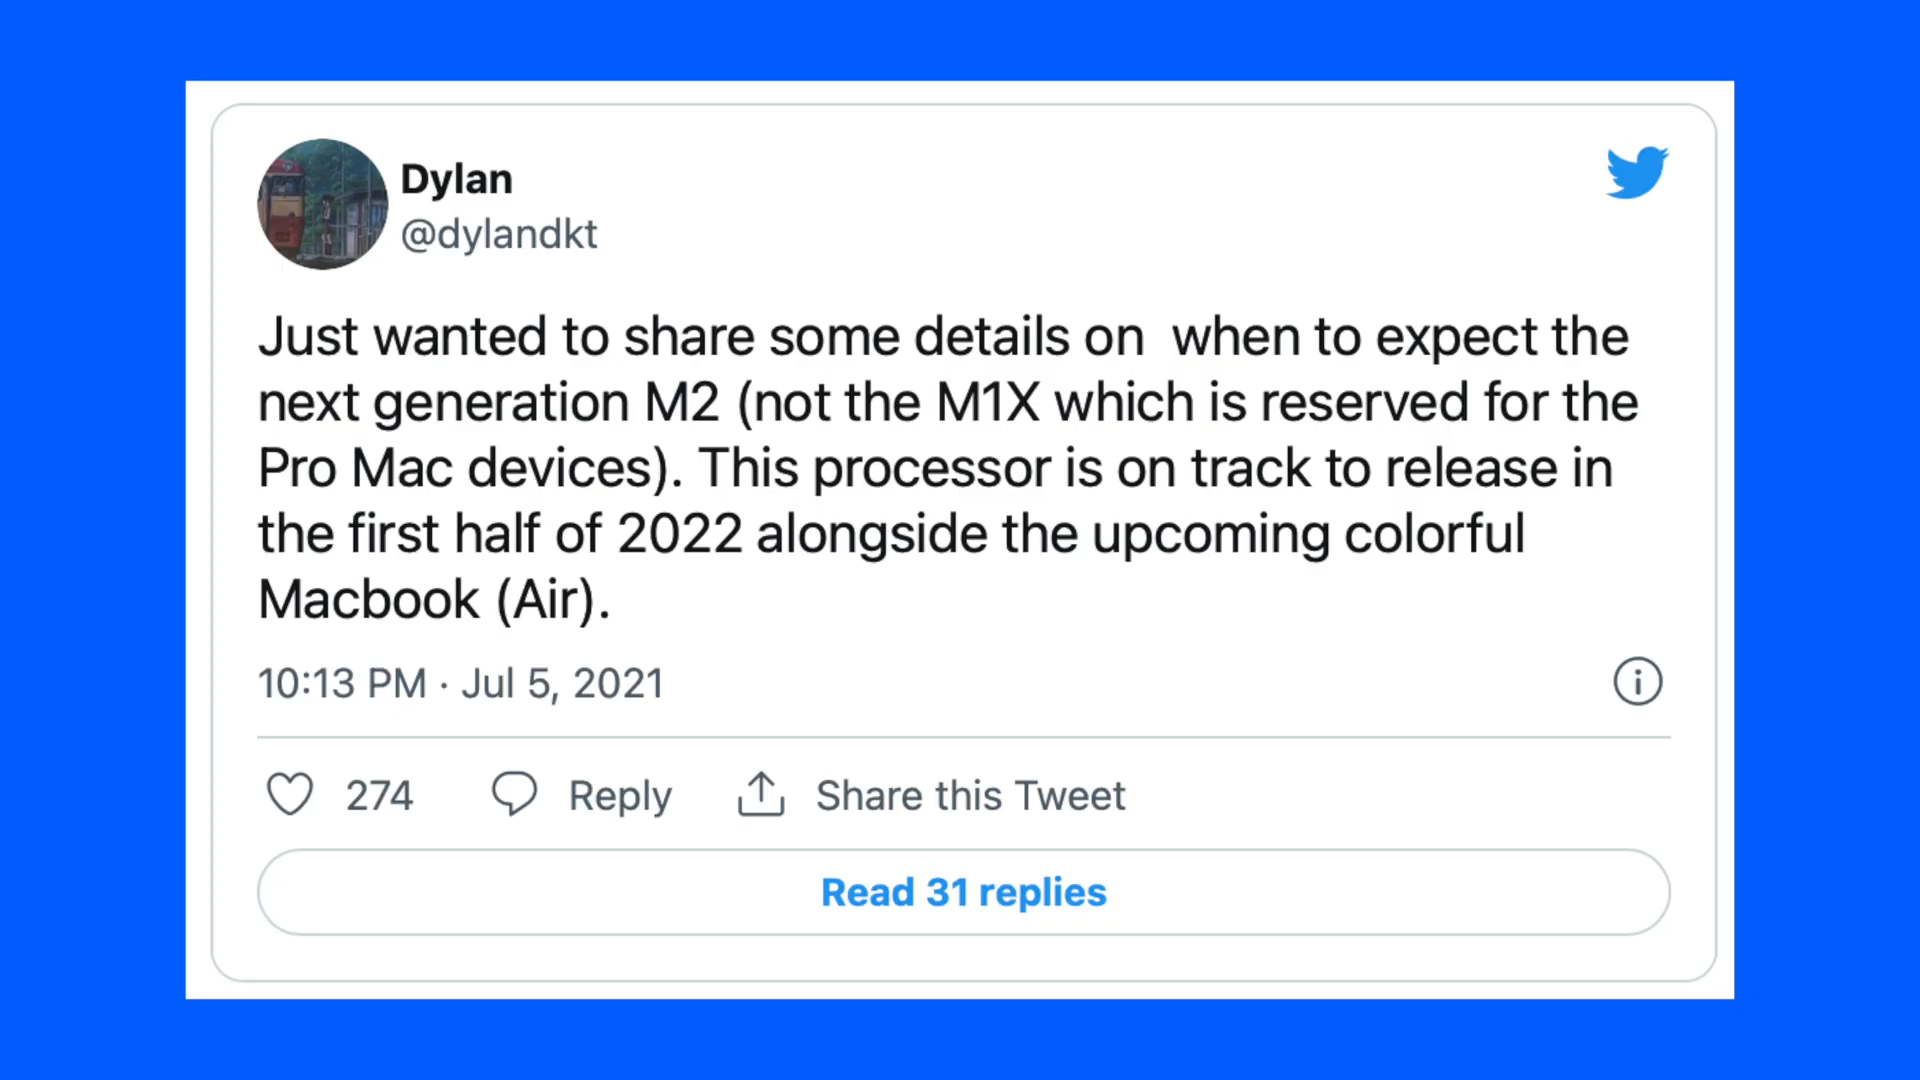 Dylan
@dylandkt
Just wanted to share some details on  when to expect the
next generation M2 (not the M1X which is reserved for the
Pro Mac devices). This processor is on track to release in
the first half of 2022 alongside the upcoming colorful
Macbook (Air).
10:13 PM · Jul 5, 2021
274 Reply Share this Tweet
Read 31 replies